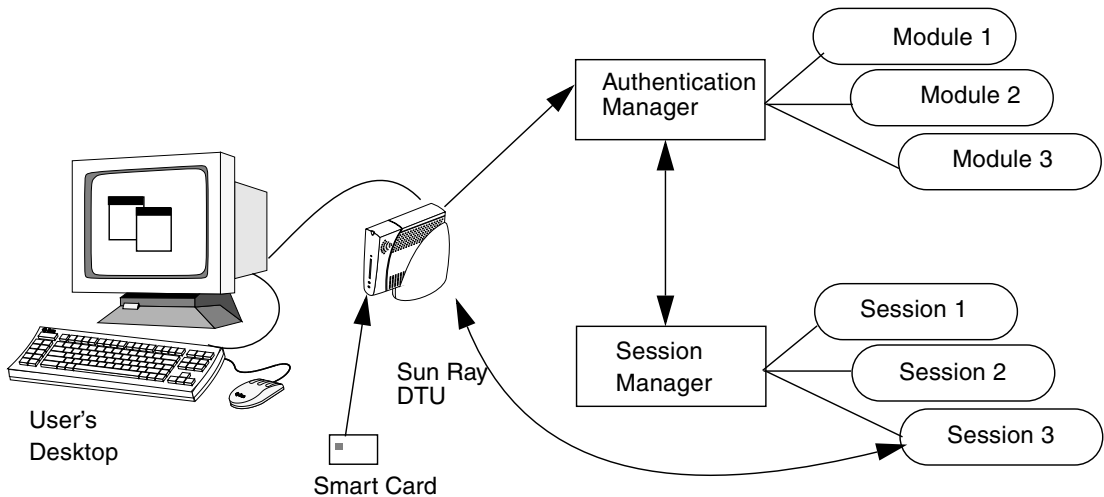 Module 1
Authentication
Manager
Module 2
Module 3
Session 1
Session
Manager
Sun Ray
DTU
Session 2
User's
Desktop
Session 3
Smart Card